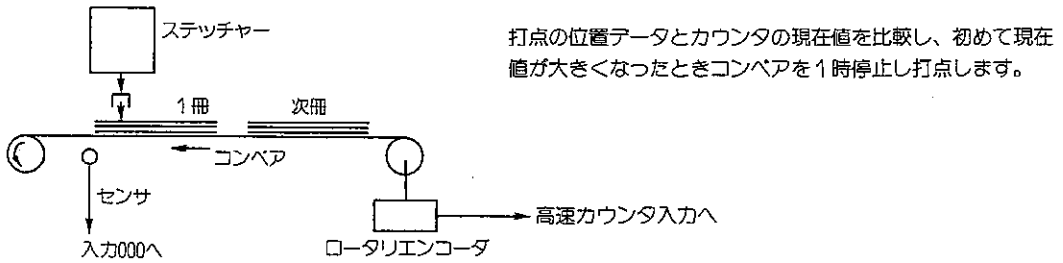 ステッチャー
打点の位置データとカウンタの現在値を比較し、初めて現在
値が大きくなったときコンベアを1時停止し打点します。
1冊
次冊
コンベア
センサ
高速カウンタ入力へ
入力000へ
ロータリエンコーダ